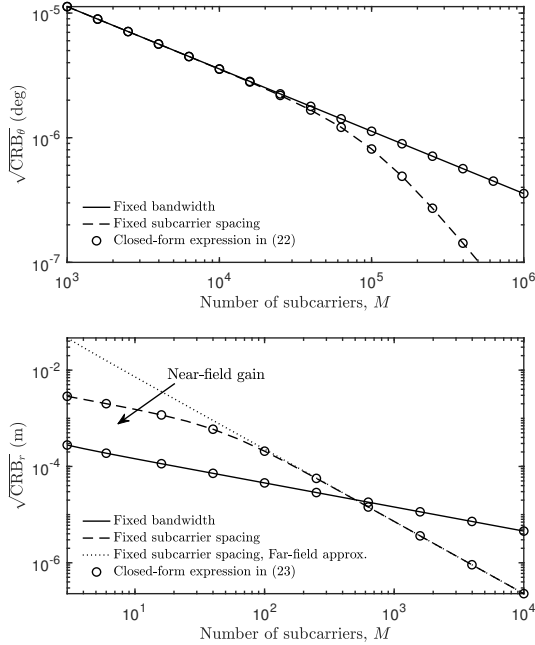 10^-5
10^-6
10^-7
√CRB_θ (deg)
Fixed bandwidth
Fixed subcarrier spacing
Closed-form expression in (22)
10^3 10^4 10^5 10^6
Number of subcarriers, M
10^-2
10^-4
10^-6
√CRB_r (m)
Near-field gain
Fixed bandwidth
Fixed subcarrier spacing
Fixed subcarrier spacing, Far-field approx.
Closed-form expression in (23)
10^1 10^2 10^3 10^4
Number of subcarriers, M